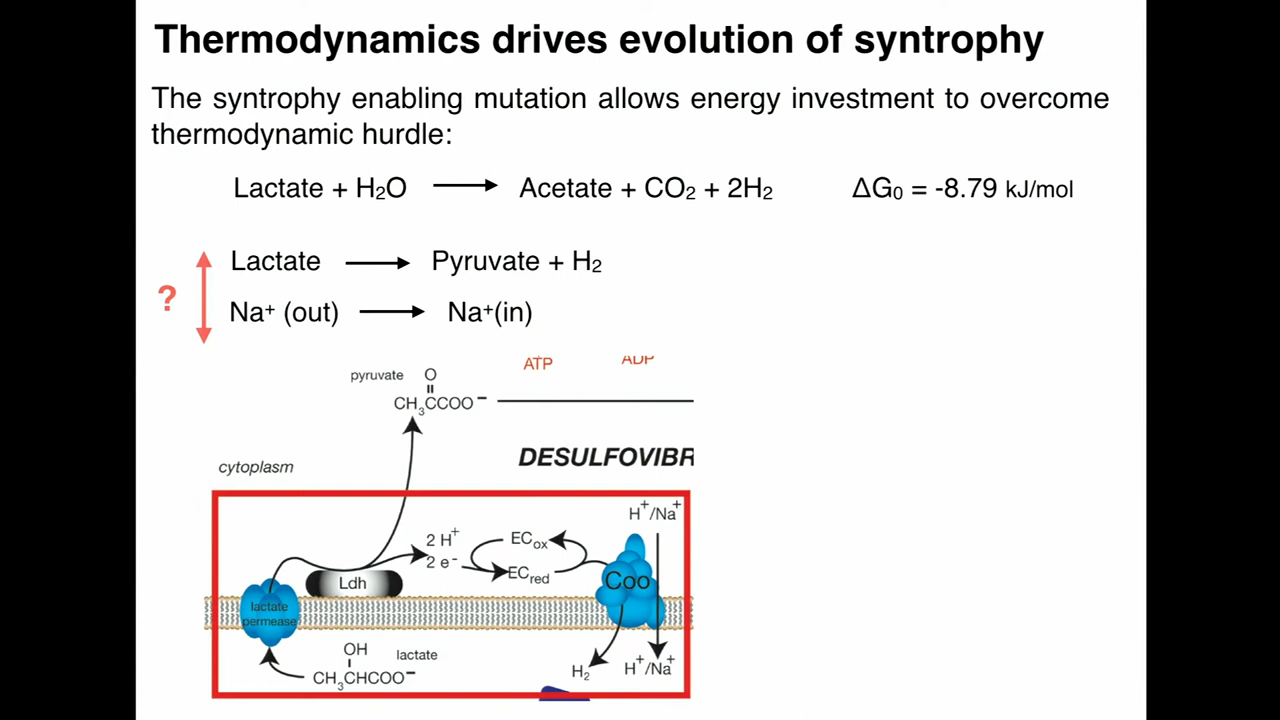 Thermodynamics drives evolution of syntrophy
The syntrophy enabling mutation allows energy investment to overcome
thermodynamic hurdle:
Lactate + H₂O → Acetate + CO₂ + 2H₂ ΔG₀ = -8.79 kJ/mol
Lactate → Pyruvate + H₂
?
Na⁺ (out) → Na⁺(in)
ATP ADP
pyruvate O
CH₃CCOO⁻
DESULFOVIBR
cytoplasm
H⁺/Na⁺
2 H⁺ ECox
2 e⁻ ECred
Ldh Coo
lactate
permease
OH lactate
CH₃CHCOO⁻
H₂ H⁺/Na⁺